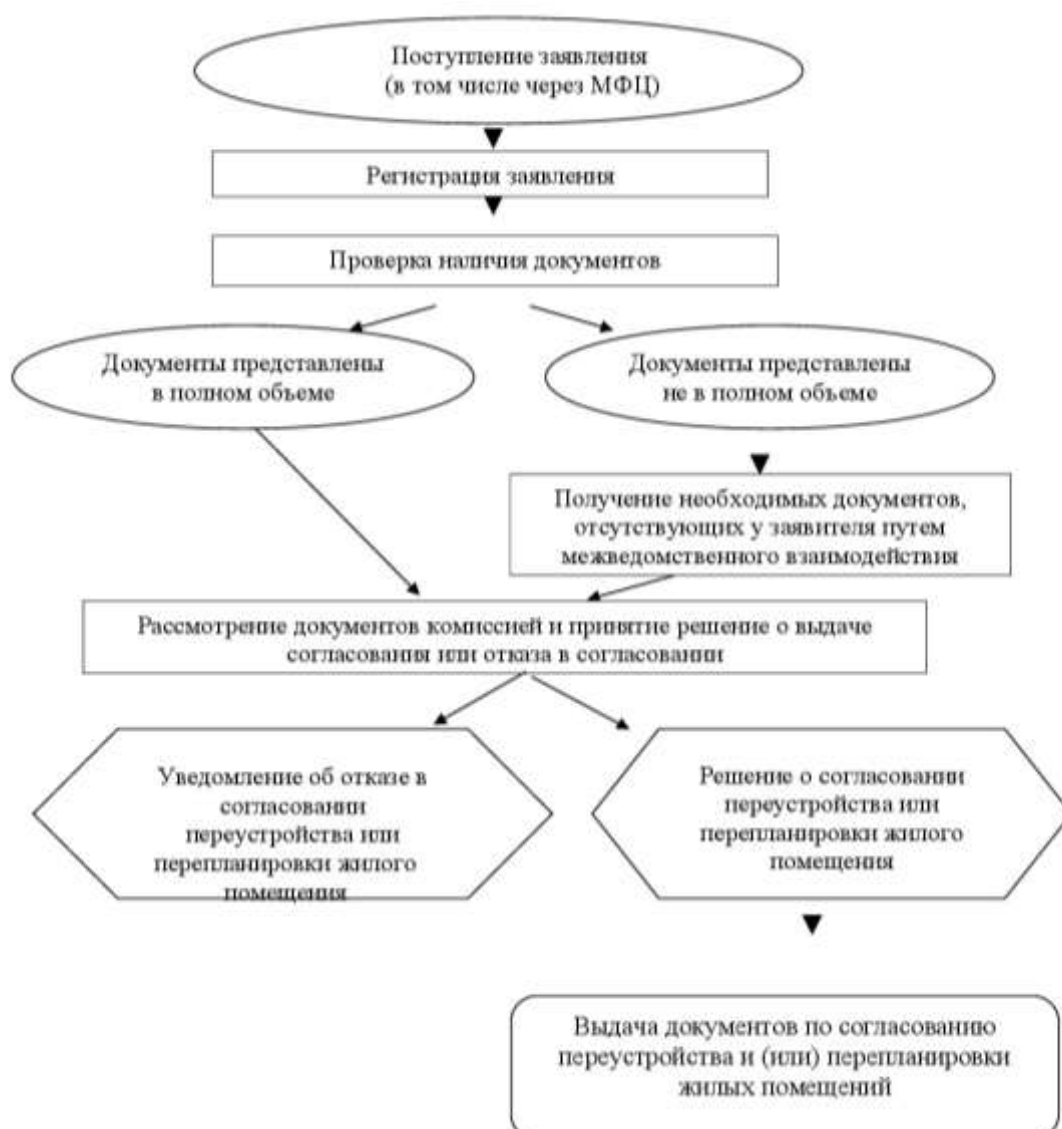 Поступление заявления
(в том числе через МФЦ)
Регистрация заявления
Проверка наличия документов
Документы представлены
в полном объеме
Документы представлены
не в полном объеме
Получение необходимых документов,
отсутствующих у заявителя путем
межведомственного взаимодействия
Рассмотрение документов комиссией и принятие решение о выдаче
согласования или отказа в согласовании
Уведомление об отказе в
согласовании
переустройства или
перепланировки жилого
помещения
Решение о согласовании
переустройства или
перепланировки жилого
помещения
Выдача документов по согласованию
переустройства и (или) перепланировки
жилых помещений